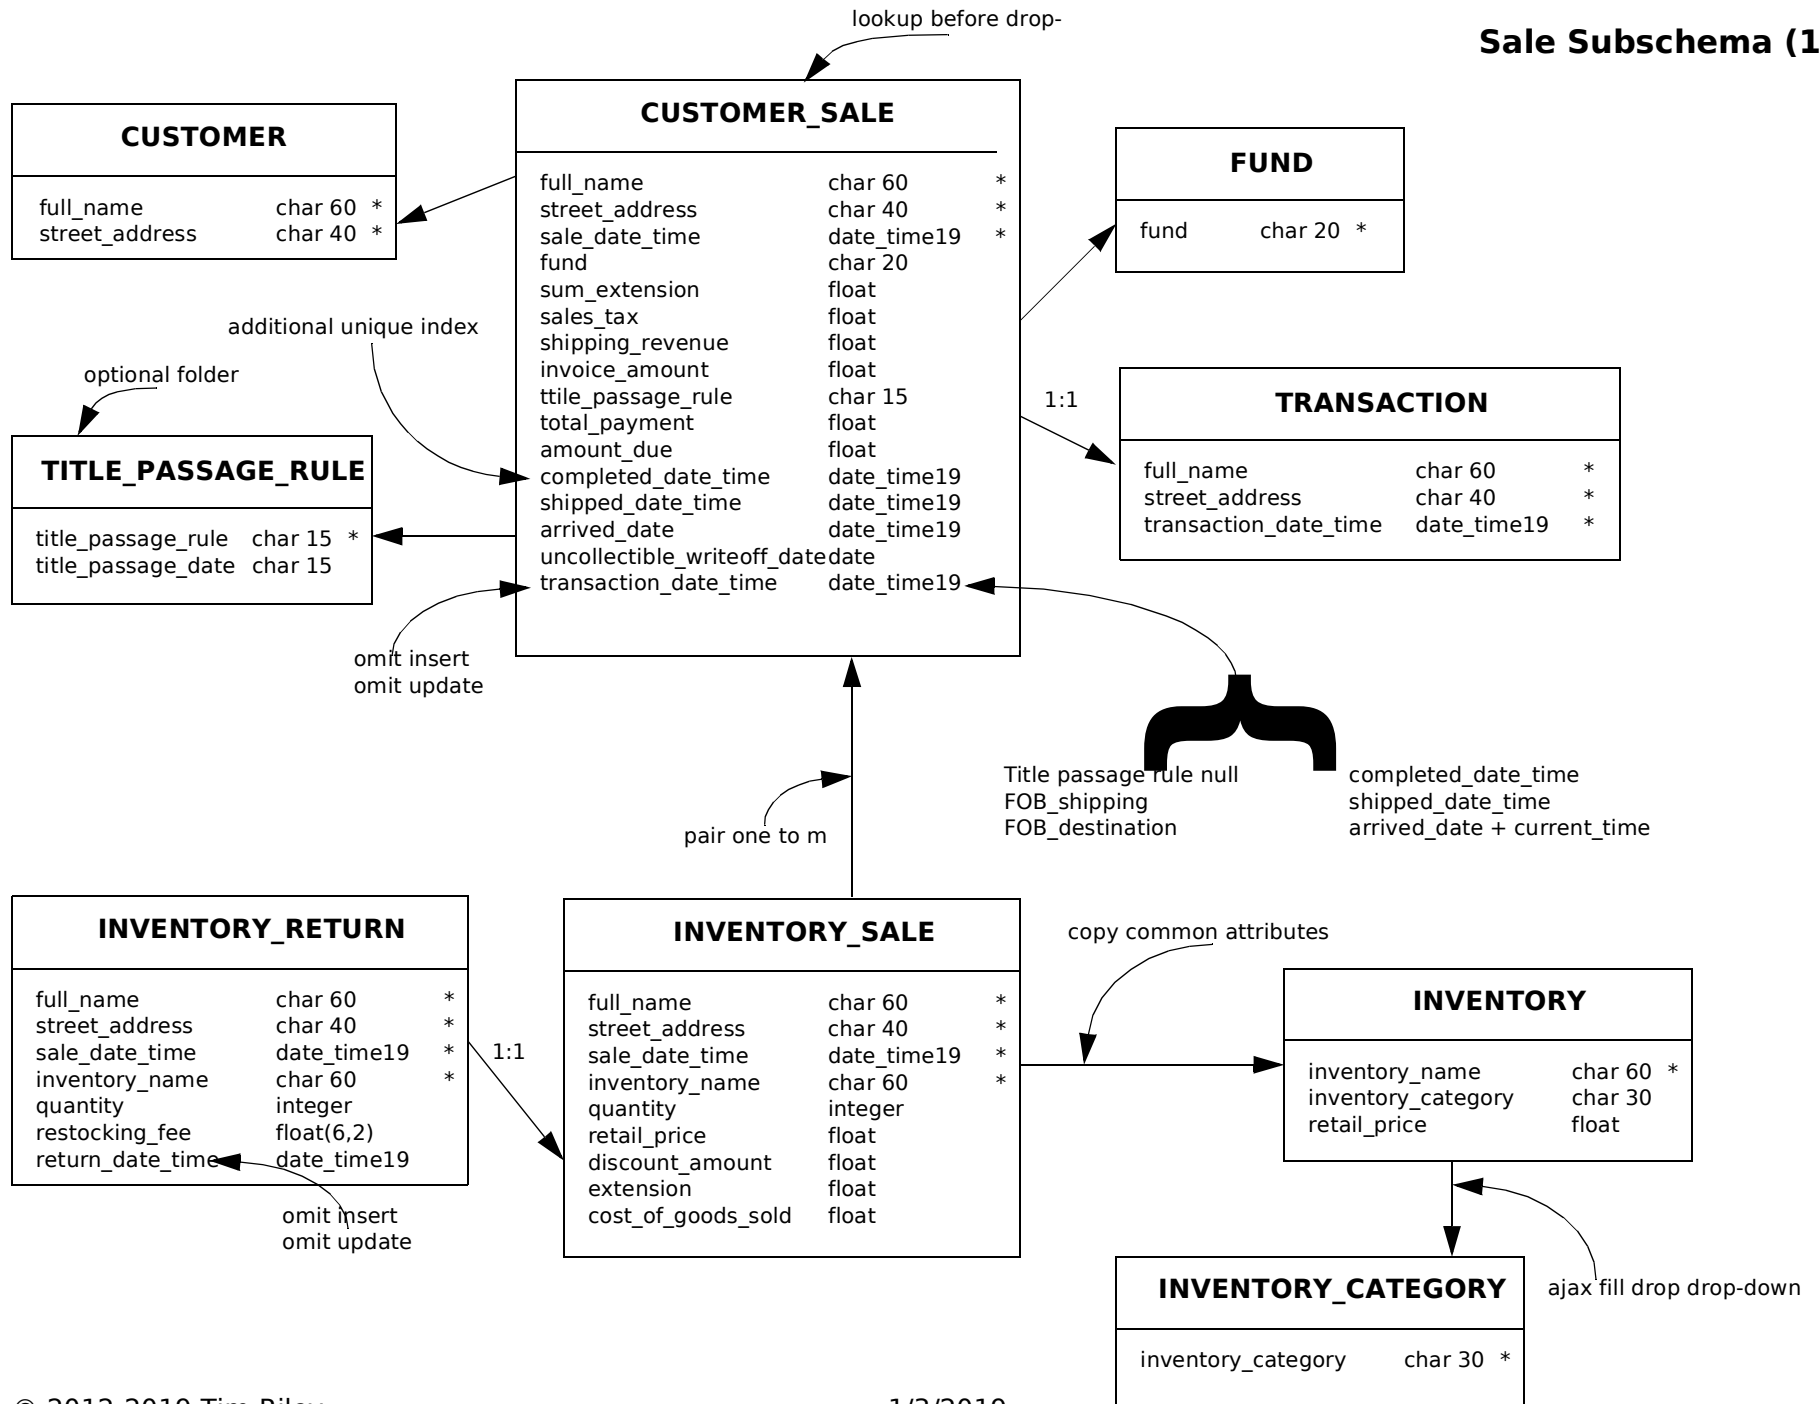 lookup before drop-
Sale Subschema (1
CUSTOMER
full_name char 60 *
street_address char 40 *
CUSTOMER_SALE
full_name char 60 *
street_address char 40 *
sale_date_time date_time19 *
fund char 20
sum_extension float
sales_tax float
shipping_revenue float
invoice_amount float
ttile_passage_rule char 15
total_payment float
amount_due float
completed_date_time date_time19
shipped_date_time date_time19
arrived_date date_time19
uncollectible_writeoff_date date
transaction_date_time date_time19
FUND
fund char 20 *
additional unique index
optional folder
1:1
TRANSACTION
full_name char 60 *
street_address char 40 *
transaction_date_time date_time19 *
TITLE_PASSAGE_RULE
title_passage_rule char 15 *
title_passage_date char 15
omit insert
omit update
Title passage rule null completed_date_time
FOB_shipping shipped_date_time
FOB_destination arrived_date + current_time
pair one to m
INVENTORY_RETURN
full_name char 60 *
street_address char 40 *
sale_date_time date_time19 *
inventory_name char 60 *
quantity integer
restocking_fee float(6,2)
return_date_time date_time19
omit insert
omit update
1:1
INVENTORY_SALE
full_name char 60 *
street_address char 40 *
sale_date_time date_time19 *
inventory_name char 60 *
quantity integer
retail_price float
discount_amount float
extension float
cost_of_goods_sold float
copy common attributes
INVENTORY
inventory_name char 60 *
inventory_category char 30
retail_price float
ajax fill drop drop-down
INVENTORY_CATEGORY
inventory_category char 30 *
© 2012-2019 Tim Riley
1/3/2019